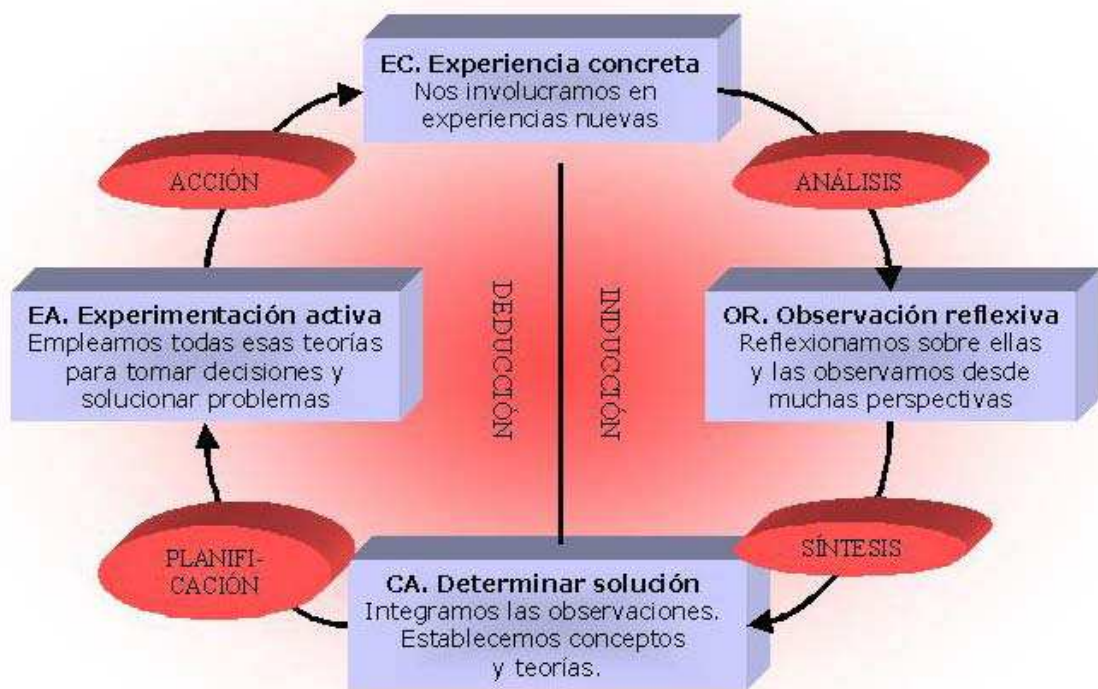 EC. Experiencia concreta
Nos involucramos en
experiencias nuevas
ACCIÓN
ANÁLISIS
EA. Experimentación activa
Empleamos todas esas teorías
para tomar decisiones y
solucionar problemas
DEDUCCIÓN
INDUCCIÓN
OR. Observación reflexiva
Reflexionamos sobre ellas
y las observamos desde
muchas perspectivas
PLANIFI-
CACIÓN
SÍNTESIS
CA. Determinar solución
Integramos las observaciones.
Establecemos conceptos
y teorías.